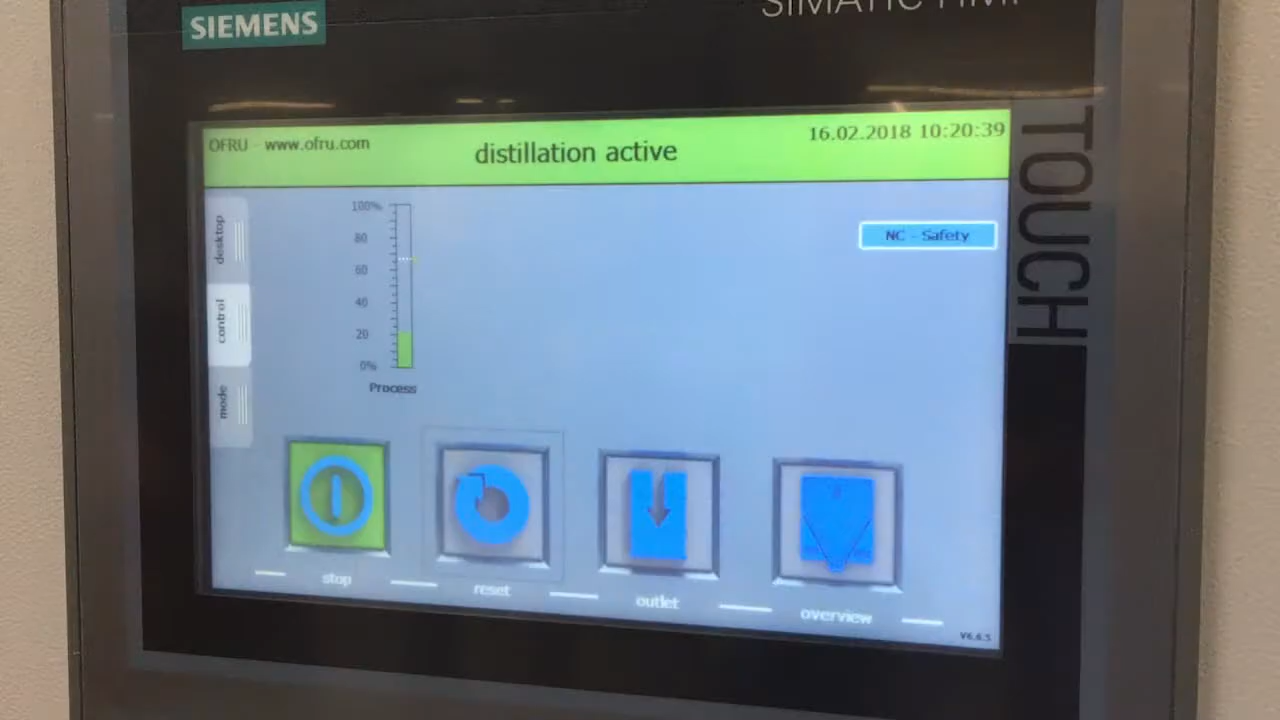 SIEMENS
SIMATIC HMI
TOUCH
OFRU - www.ofru.com
distillation active
16.02.2018 10:20:39
desktop
control
mode
100%
80
60
40
20
0%
Process
NC - Safety
stop
reset
outlet
overview
V6.6.5